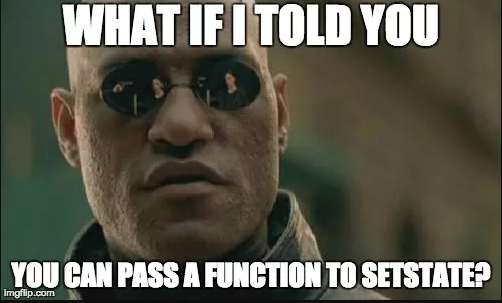 WHAT IF I TOLD YOU
YOU CAN PASS A FUNCTION TO SETSTATE?
imgflip.com